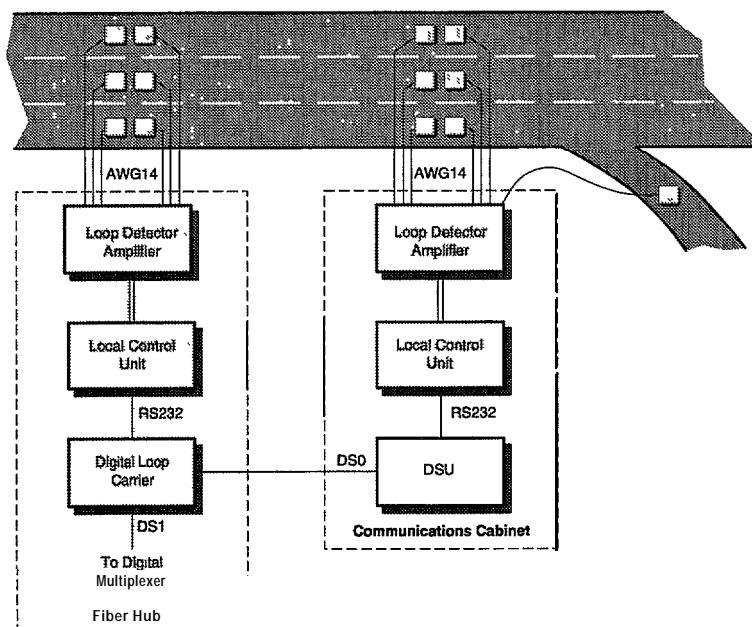 AWG14
AWG14
Loop Detector
Amplifier
Loop Detector
Amplifier
Local Control
Unit
Local Control
Unit
RS232
RS232
Digital Loop
Carrier
DS0
DSU
DS1
Communications Cabinet
To Digital
Multiplexer
Fiber Hub